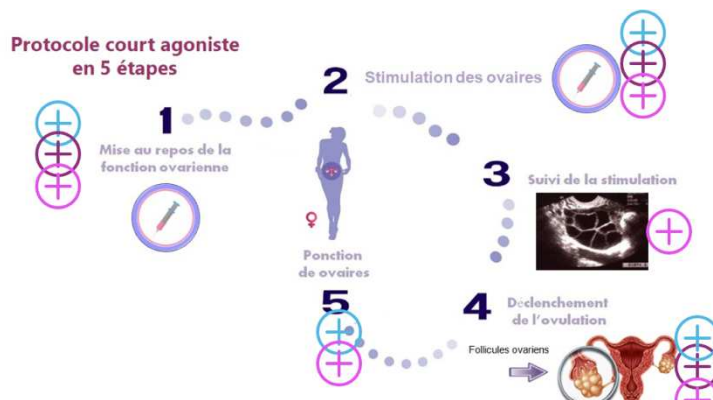 Protocole court agoniste
en 5 étapes
1
Mise au repos de la
fonction ovarienne
2
Stimulation des ovaires
3
Suivi de la stimulation
4
Déclenchement
de l'ovulation
Follicules ovariens
Ponction
de ovaires
5